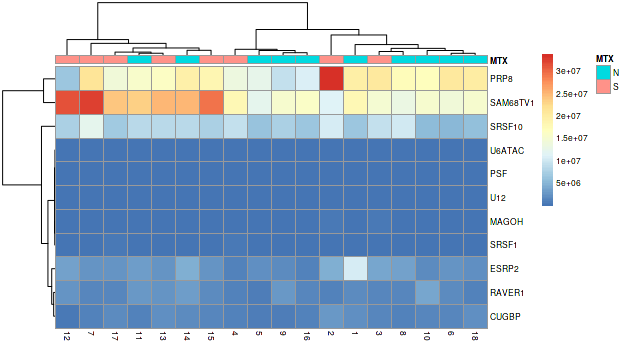 MTX
PRP8
SAM68TV1
SRSF10
U6ATAC
PSF
U12
MAGOH
SRSF1
ESRP2
RAVER1
CUGBP
12 7 17 11 13 14 15 4 5 9 16 2 1 3 8 10 6 18
3e+07
2.5e+07
2e+07
1.5e+07
1e+07
5e+06
MTX
N
S